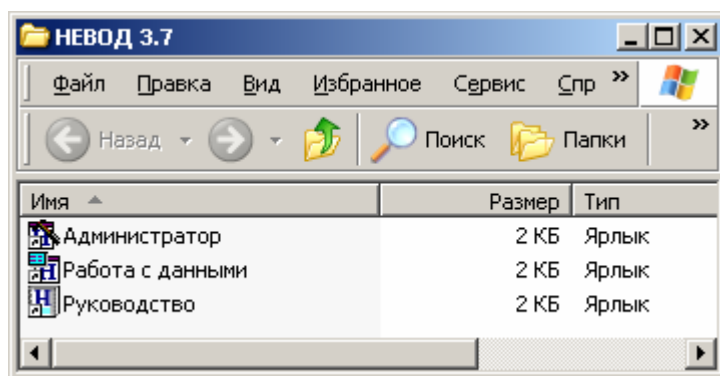 НЕВОД 3.7
Файл Правка Вид Избранное Сервис Спр »
Назад Поиск Папки »
Имя Размер Тип
Администратор 2 КБ Ярлык
Работа с данными 2 КБ Ярлык
Руководство 2 КБ Ярлык